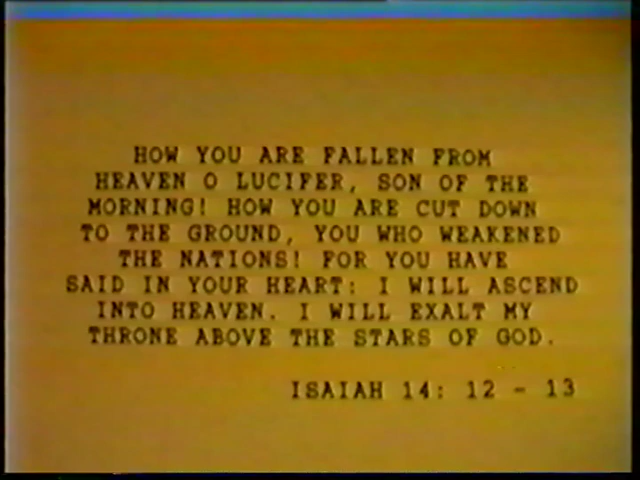 HOW YOU ARE FALLEN FROM
HEAVEN O LUCIFER, SON OF THE
MORNING! HOW YOU ARE CUT DOWN
TO THE GROUND, YOU WHO WEAKENED
THE NATIONS! FOR YOU HAVE
SAID IN YOUR HEART: I WILL ASCEND
INTO HEAVEN. I WILL EXALT MY
THRONE ABOVE THE STARS OF GOD.
ISAIAH 14: 12 - 13